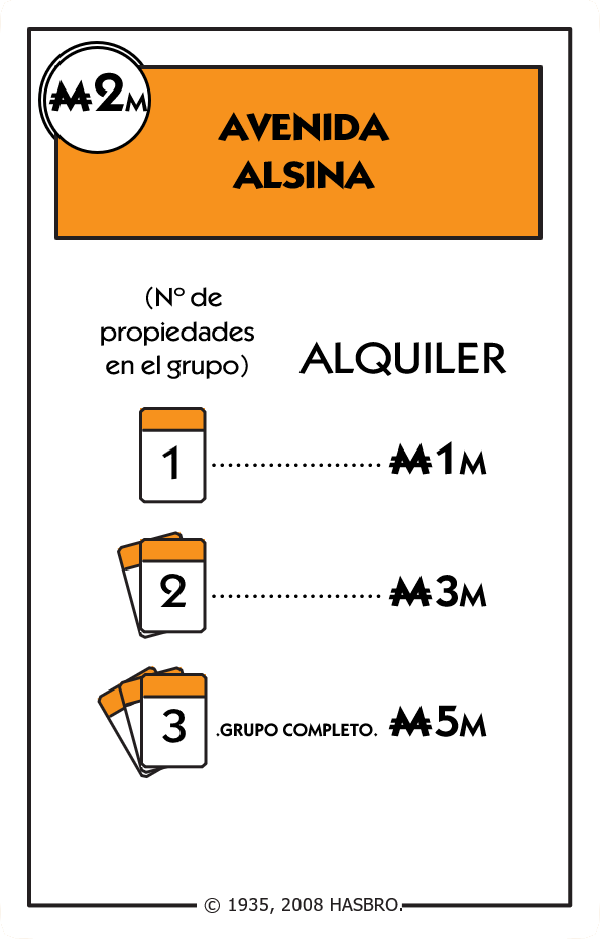 ₩2M
AVENIDA
ALSINA
(Nº de
propiedades
en el grupo)
ALQUILER
1 ..................... ₩1M
2 ..................... ₩3M
3 .GRUPO COMPLETO. ₩5M
© 1935, 2008 HASBRO.